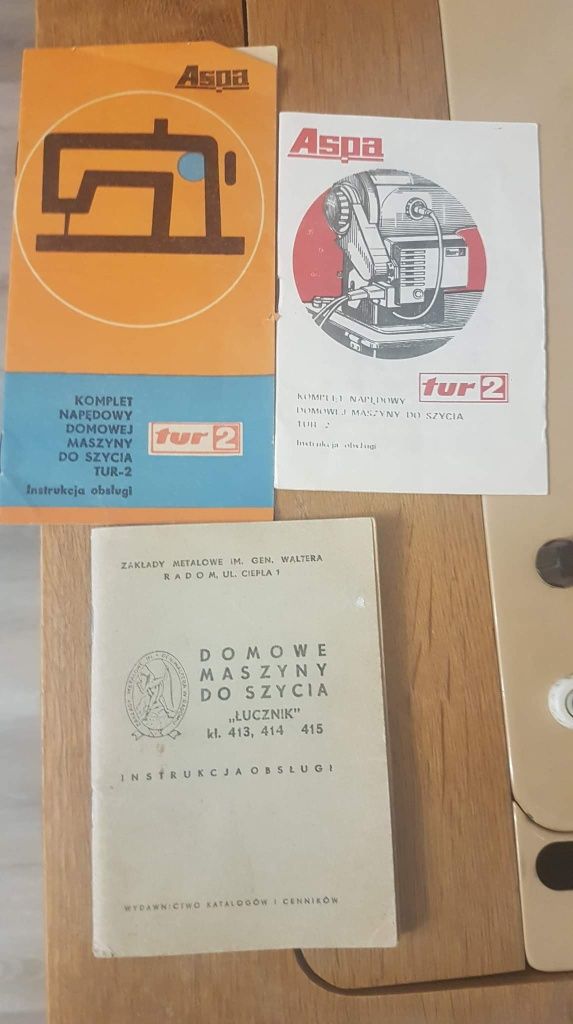 Aspa
KOMPLET
NAPĘDOWY
DOMOWEJ
MASZYNY
DO SZYCIA
TUR-2
tur 2
Instrukcja obsługi
Aspa
tur 2
KOMPLET NAPĘDOWY
DOMOWEJ MASZYNY DO SZYCIA
TUR 2
Instrukcja obsługi
ZAKŁADY METALOWE IM. GEN. WALTERA
RADOM, UL. CIEPŁA 1
DOMOWE
MASZYNY
DO SZYCIA
„ŁUCZNIK"
kl. 413, 414 415
INSTRUKCJA OBSŁUGI
WYDAWNICTWO KATALOGÓW I CENNIKÓW